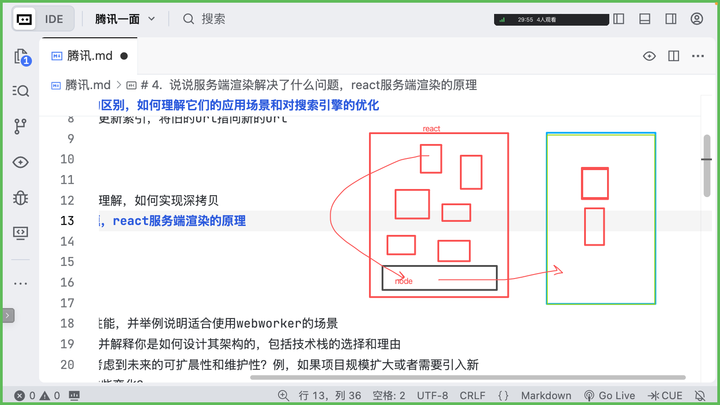 IDE
腾讯一面
搜索
29:55 4人观看
腾讯.md
腾讯.md > # 4. 说说服务端渲染解决了什么问题，react服务端渲染的原理
区别，如何理解它们的应用场景和对搜索引擎的优化
8 更新索引，将旧的Url指向新的Url
9
10
11
12 理解，如何实现深拷贝
13 ，react服务端渲染的原理
14
15
16
17
18 性能，并举例说明适合使用webworker的场景
19 并解释你是如何设计其架构的，包括技术栈的选择和理由
20 考虑到未来的可扩展性和维护性？例，如果项目规模扩大或者需要引入新
react
node
1
0 0
行 13，列 36
空格: 2
UTF-8
CRLF
{ }
Markdown
Go Live
CUE